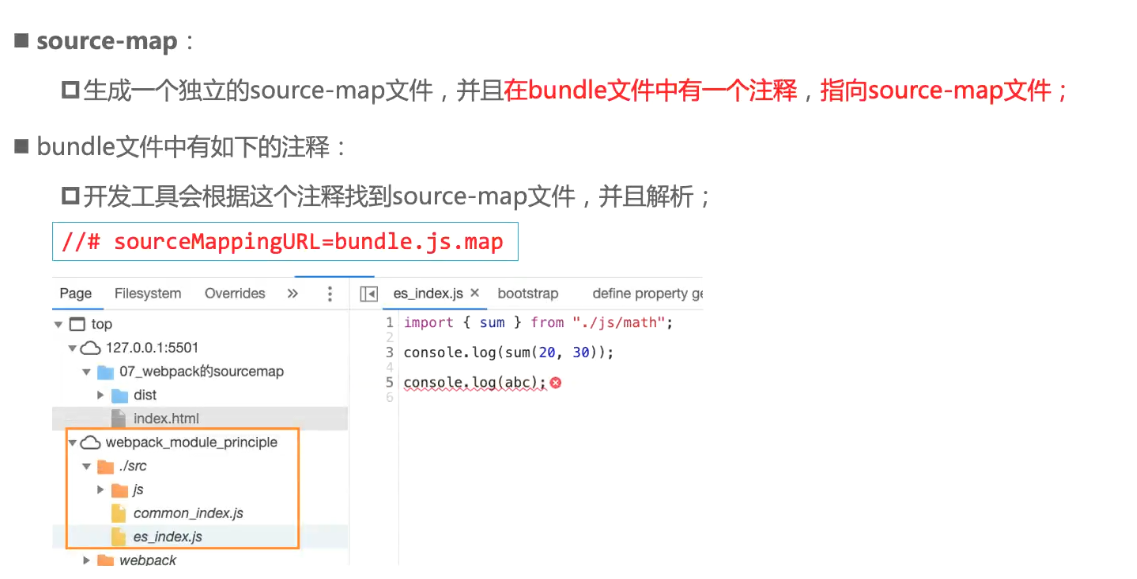 source-map：
生成一个独立的source-map文件，并且在bundle文件中有一个注释，指向source-map文件；
bundle文件中有如下的注释：
开发工具会根据这个注释找到source-map文件，并且解析；
//# sourceMappingURL=bundle.js.map
Page Filesystem Overrides »
top
127.0.0.1:5501
07_webpack的sourcemap
dist
index.html
webpack_module_principle
./src
js
common_index.js
es_index.js
webpack
es_index.js × bootstrap define property ge
1 import { sum } from "./js/math";
2
3 console.log(sum(20, 30));
4
5 console.log(abc);
6